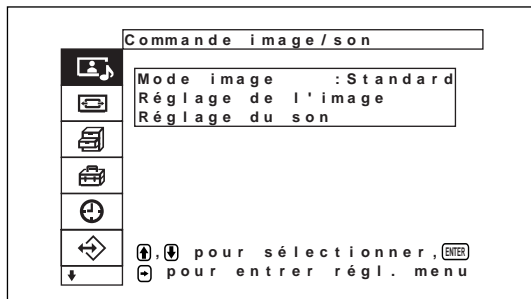 Commande image/son
Mode image :Standard
Réglage de l'image
Réglage du son
, pour sélectionner, ENTER
pour entrer régl. menu